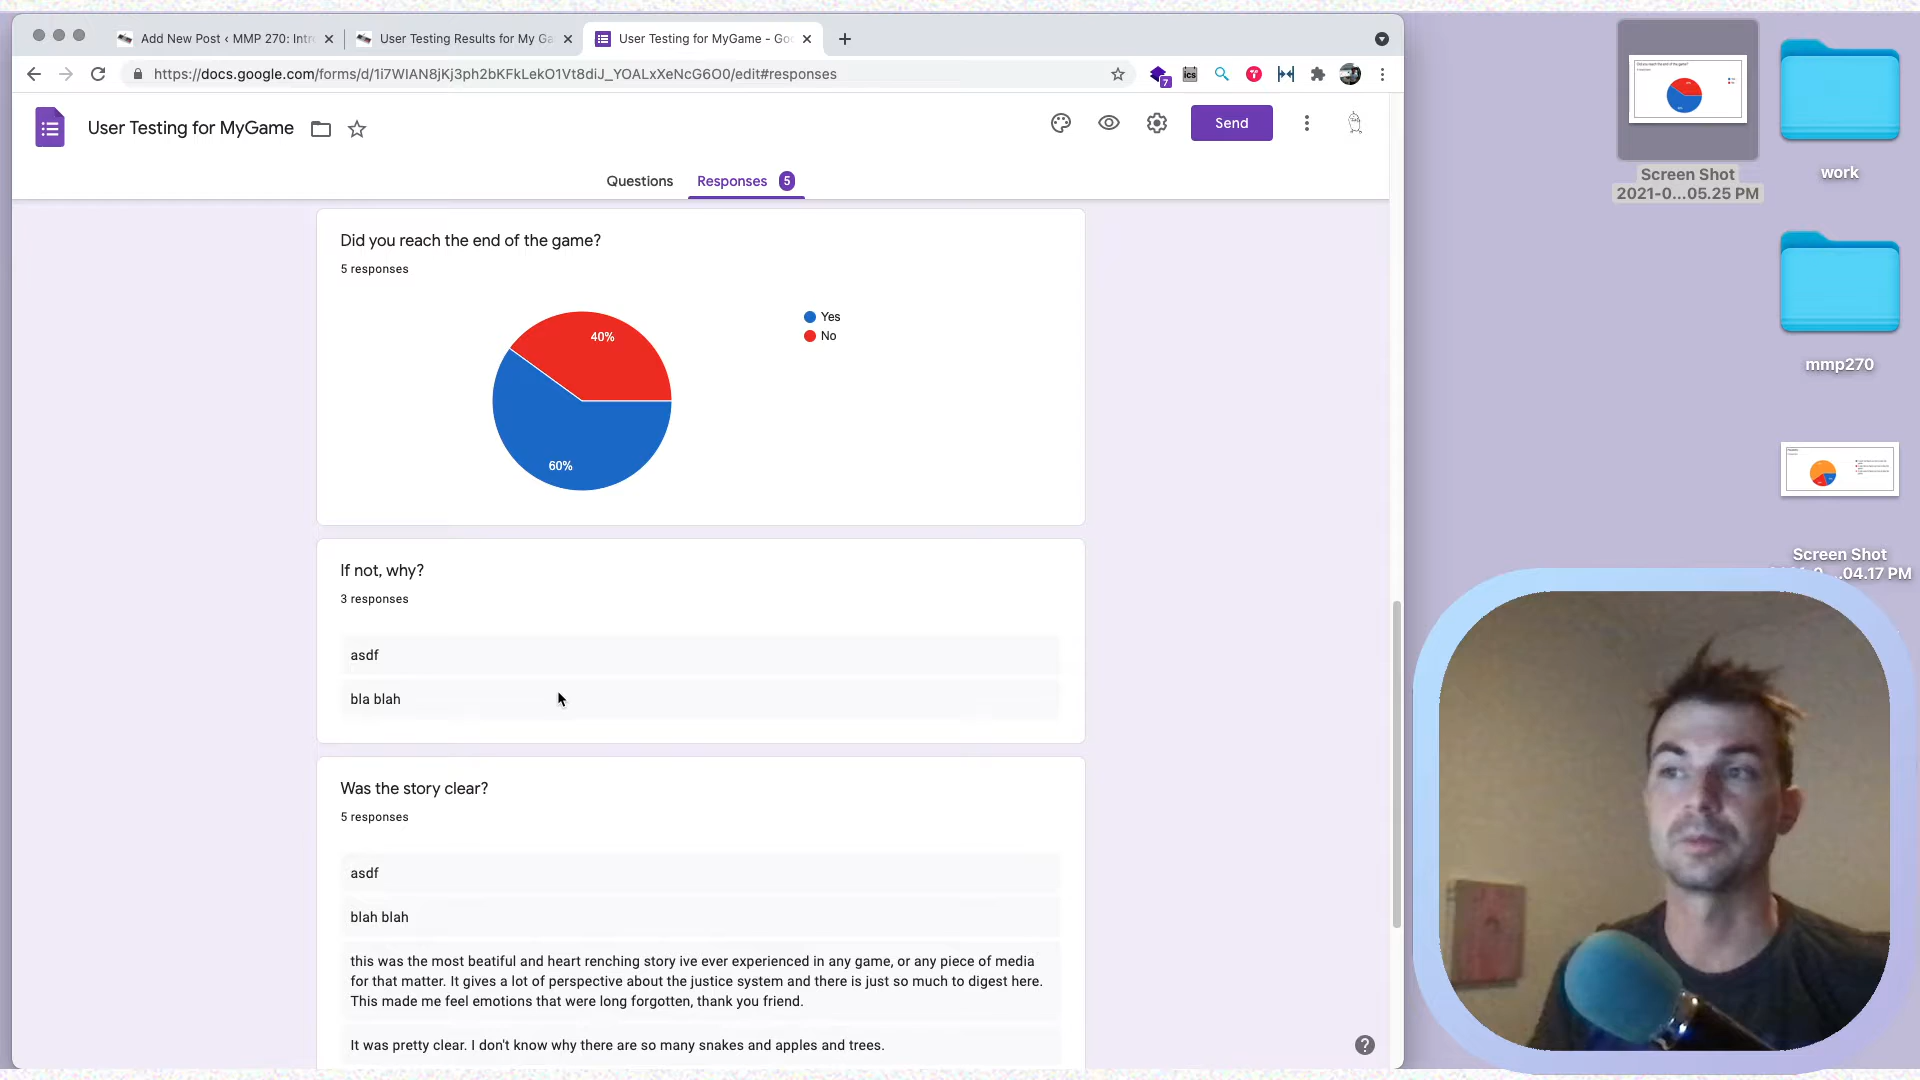 Add New Post ‹ MMP 270: Intr
User Testing Results for My Ga
User Testing for MyGame - Goo
https://docs.google.com/forms/d/1i7WIAN8jKj3ph2bKFkLekO1Vt8diJ_YOALxXeNcG6O0/edit#responses
7
ics
User Testing for MyGame
Send
Questions
Responses 5
Did you reach the end of the game?
5 responses
Yes
No
40%
60%
If not, why?
3 responses
asdf
bla blah
Was the story clear?
5 responses
asdf
blah blah
this was the most beatiful and heart renching story ive ever experienced in any game, or any piece of media
for that matter. It gives a lot of perspective about the justice system and there is just so much to digest here.
This made me feel emotions that were long forgotten, thank you friend.
It was pretty clear. I don't know why there are so many snakes and apples and trees.
Screen Shot
2021-0...05.25 PM
work
mmp270
Screen Shot
...04.17 PM